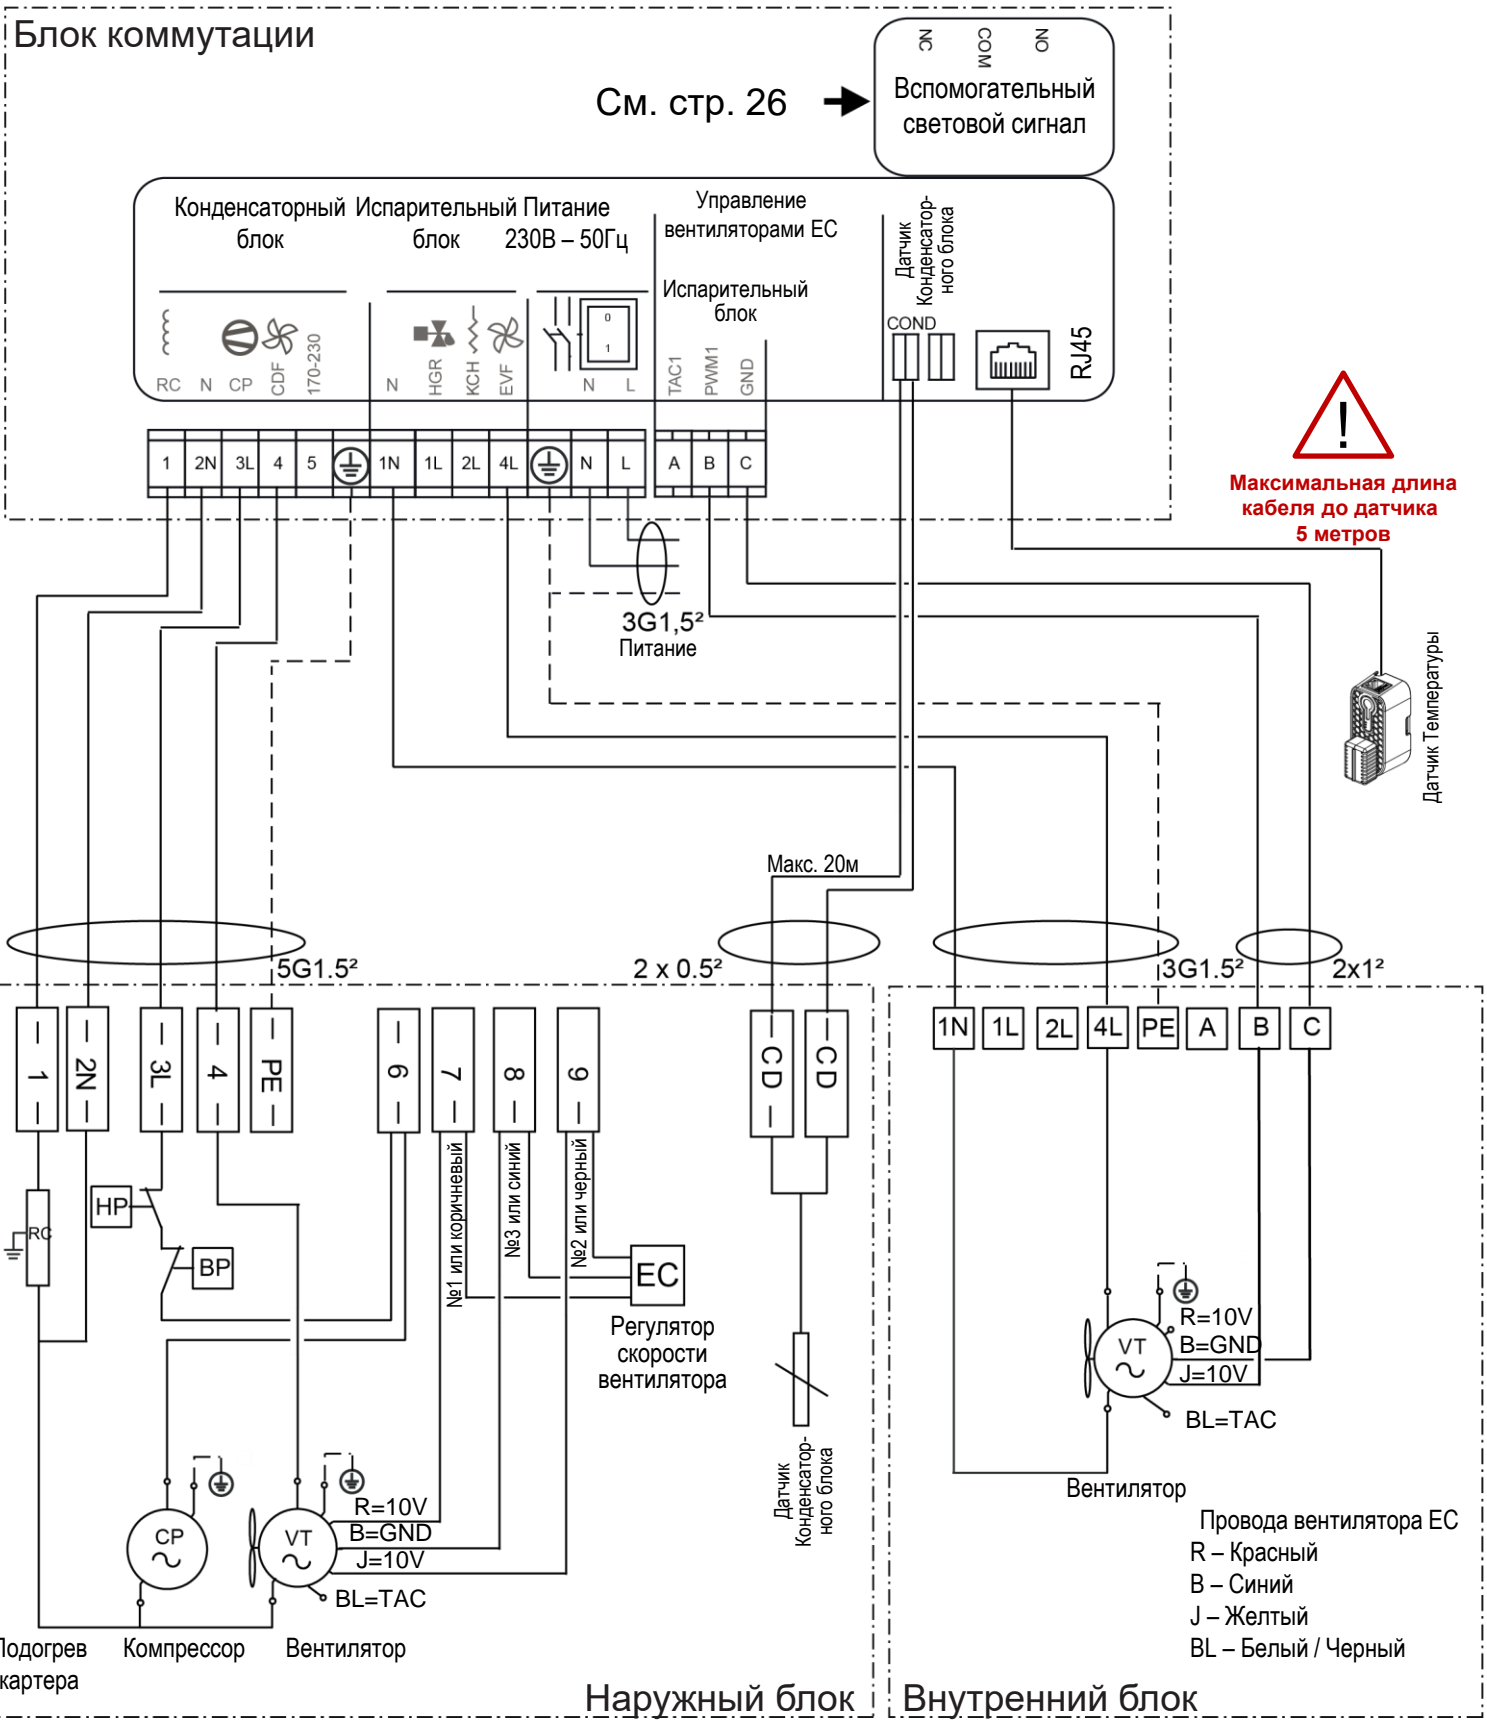 Блок коммутации
См. стр. 26
NC
COM
NO
Вспомогательный
световой сигнал
Конденсаторный
блок
Испарительный
блок
Питание
230В – 50Гц
Управление
вентиляторами ЕС
Испарительный
блок
Датчик
Конденсатор-
ного блока
COND
RJ45
0
1
RC
N
CP
CDF
170-230
N
HGR
KCH
EVF
N
L
TAC1
PWM1
GND
1
2N
3L
4
5
1N
1L
2L
4L
N
L
A
B
C
!
Максимальная длина
кабеля до датчика
5 метров
3G1,5²
Питание
Датчик Температуры
Макс. 20м
5G1.5²
2 x 0.5²
3G1.5²
2x1²
1
2N
3L
4
PE
6
7
8
9
CD
CD
1N
1L
2L
4L
PE
A
B
C
№1 или коричневый
№3 или синий
№2 или черный
HP
RC
BP
EC
Регулятор
скорости
вентилятора
Датчик
Конденсатор-
ного блока
CP
VT
R=10V
B=GND
J=10V
BL=TAC
VT
R=10V
B=GND
J=10V
BL=TAC
Вентилятор
Провода вентилятора ЕС
R – Красный
B – Синий
J – Желтый
BL – Белый / Черный
Подогрев
картера
Компрессор
Вентилятор
Наружный блок
Внутренний блок